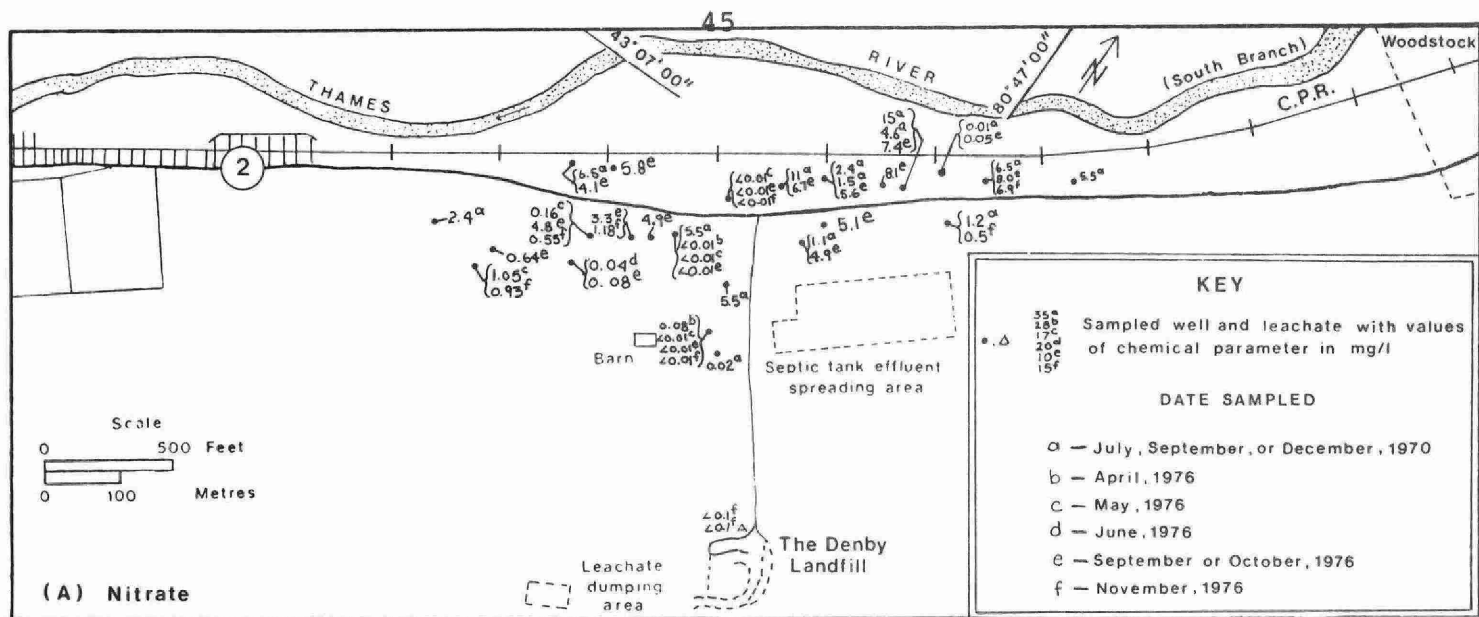 45
43°07'00"
RIVER
80°47'00"
N
(South Branch)
Woodstock
THAMES
C.P.R.
15a
4.6a
7.4e
0.01a
0.05e
2
6.5a
14.1e
5.8e
<0.01c
<0.01e
<0.01f
11a
6.7e
2.4a
1.5a
5.6e
8.1e
6.5a
8.0e
6.9f
5.5a
2.4a
0.16c
4.8e
0.55f
3.3e
1.18f
4.9e
5.5a
<0.01b
<0.01c
<0.01e
5.1e
1.1a
4.9e
1.2a
0.5f
0.64e
1.05c
0.93f
0.04d
0.08e
5.5a
0.08b
<0.01c
<0.01e
<0.01f
0.02a
Barn
Septic tank effluent
spreading area
KEY
35a
28b
17c
20d
10e
15f
Sampled well and leachate with values
of chemical parameter in mg/l
DATE SAMPLED
a — July, September, or December, 1970
b — April, 1976
c — May, 1976
d — June, 1976
e — September or October, 1976
f — November, 1976
Scale
0 500 Feet
0 100 Metres
<0.1f
<0.1f
The Denby
Landfill
Leachate
dumping
area
(A) Nitrate